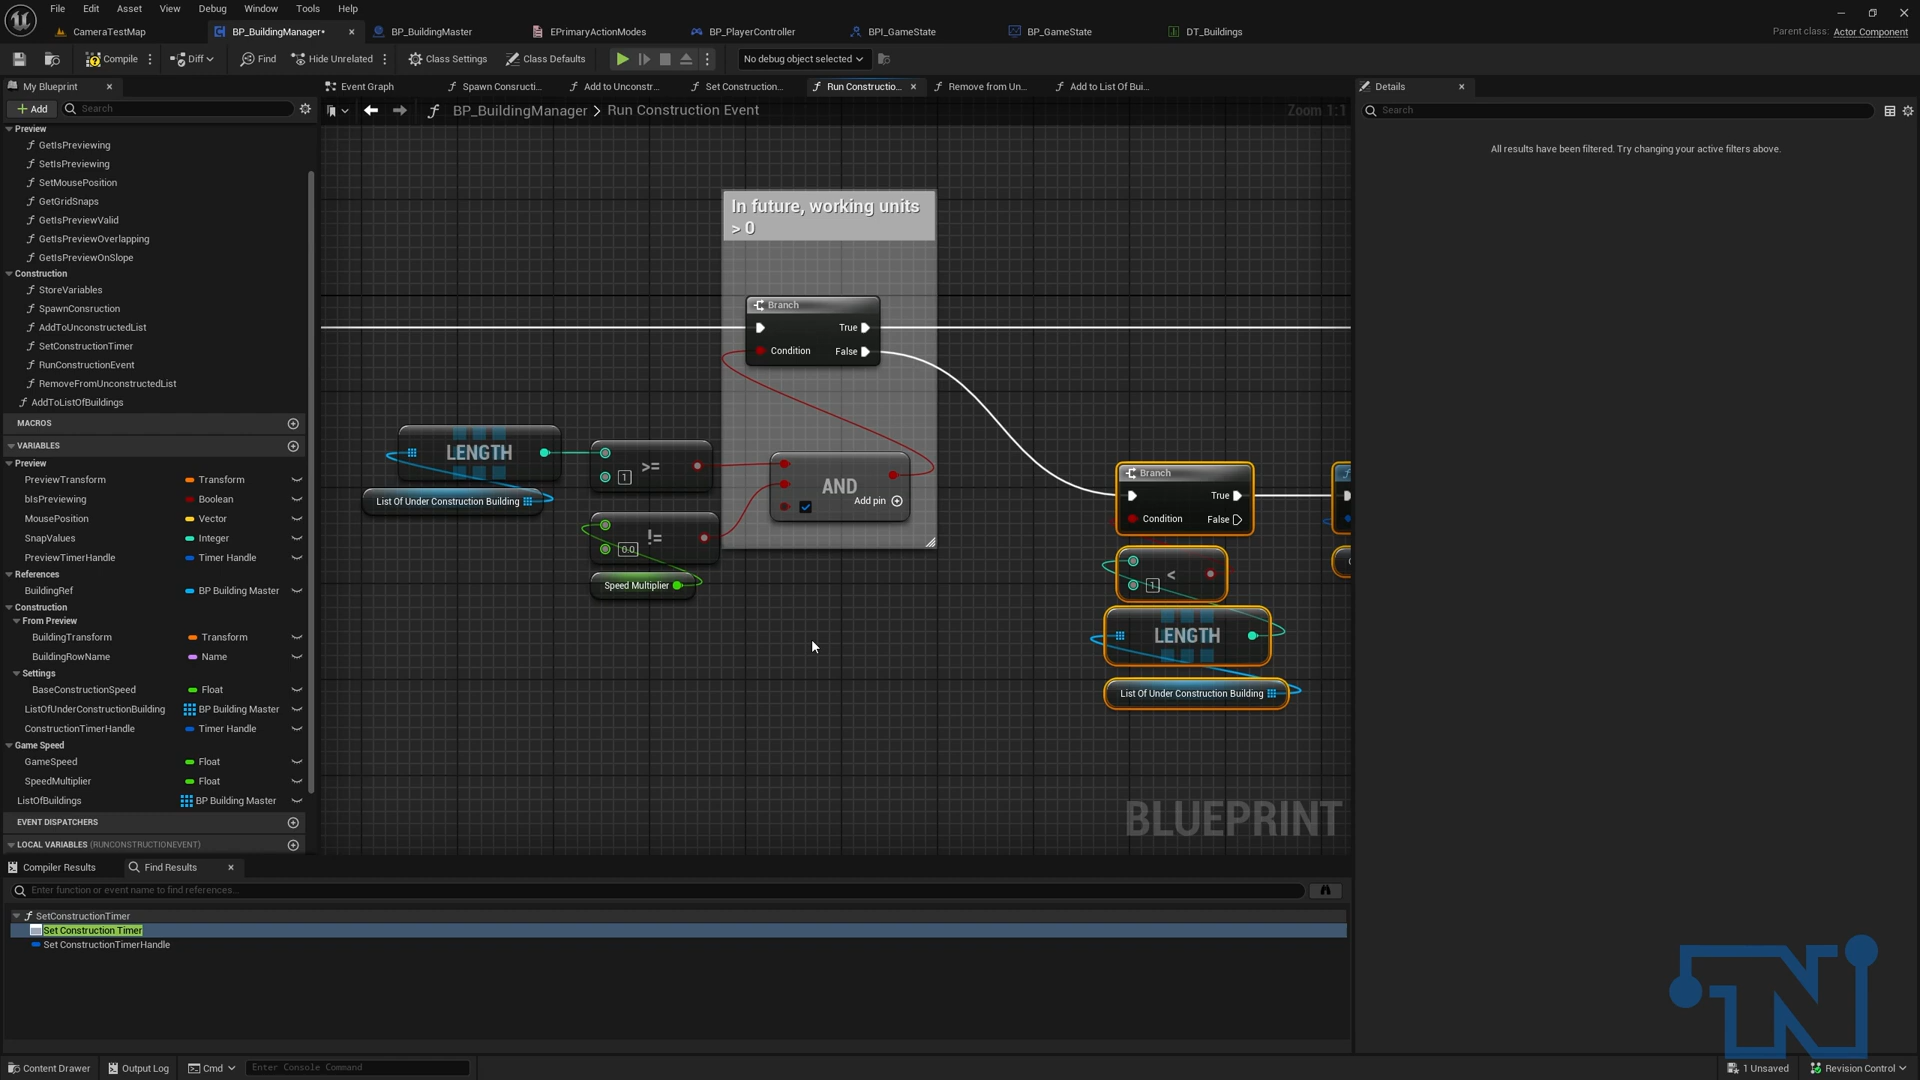 File Edit Asset View Debug Window Tools Help
CameraTestMap BP_BuildingManager• BP_BuildingMaster EPrimaryActionModes BP_PlayerController BPI_GameState BP_GameState DT_Buildings
Parent class: Actor Component
Compile Diff Find Hide Unrelated Class Settings Class Defaults No debug object selected
My Blueprint
Event Graph Spawn Consructi... Add to Unconstr... Set Construction... Run Constructio... Remove from Un... Add to List Of Bui...
Details
Add Search
BP_BuildingManager > Run Construction Event
Zoom 1:1
Search
All results have been filtered. Try changing your active filters above.
Preview
GetIsPreviewing
SetIsPreviewing
SetMousePosition
GetGridSnaps
GetIsPreviewValid
GetIsPreviewOverlapping
GetIsPreviewOnSlope
Construction
StoreVariables
SpawnConsruction
AddToUnconstructedList
SetConstructionTimer
RunConstructionEvent
RemoveFromUnconstructedList
AddToListOfBuildings
MACROS
VARIABLES
Preview
PreviewTransform Transform
bIsPreviewing Boolean
MousePosition Vector
SnapValues Integer
PreviewTimerHandle Timer Handle
References
BuildingRef BP Building Master
Construction
From Preview
BuildingTransform Transform
BuildingRowName Name
Settings
BaseConstructionSpeed Float
ListOfUnderConstructionBuilding BP Building Master
ConstructionTimerHandle Timer Handle
Game Speed
GameSpeed Float
SpeedMultiplier Float
ListOfBuildings BP Building Master
EVENT DISPATCHERS
LOCAL VARIABLES (RUNCONSTRUCTIONEVENT)
In future, working units
> 0
Branch
True
Condition False
LENGTH
List Of Under Construction Building
>=
1
!=
0.0
Speed Multiplier
AND
Add pin
Branch
True
Condition False
<
1
LENGTH
List Of Under Construction Building
BLUEPRINT
Compiler Results Find Results
Enter function or event name to find references...
SetConstructionTimer
Set Construction Timer
Set ConstructionTimerHandle
Content Drawer Output Log Cmd Enter Console Command
1 Unsaved Revision Control